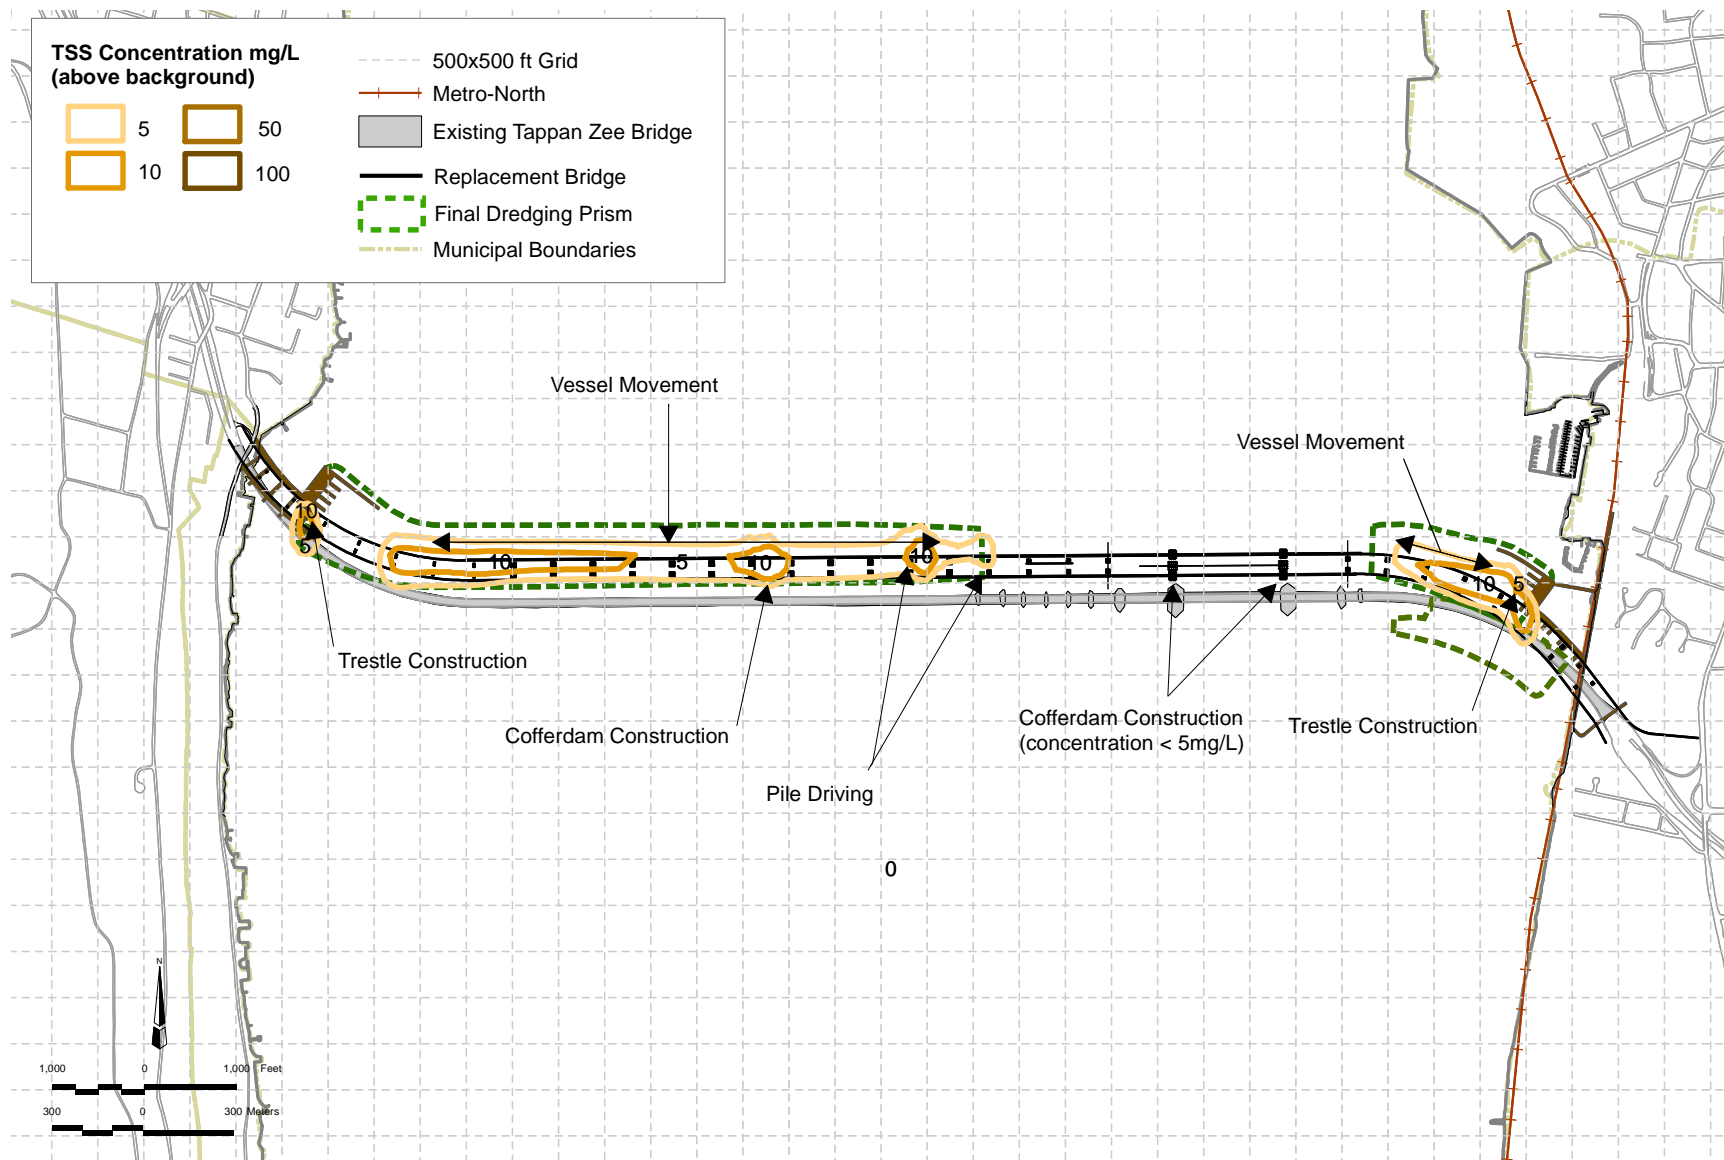 TSS Concentration mg/L
(above background)
5
50
10
100
500x500 ft Grid
Metro-North
Existing Tappan Zee Bridge
Replacement Bridge
Final Dredging Prism
Municipal Boundaries
Vessel Movement
Vessel Movement
10
5
10
5
10
10
10
5
Trestle Construction
Cofferdam Construction
Pile Driving
Cofferdam Construction
(concentration < 5mg/L)
Trestle Construction
0
N
1,000 0 1,000 Feet
300 0 300 Meters